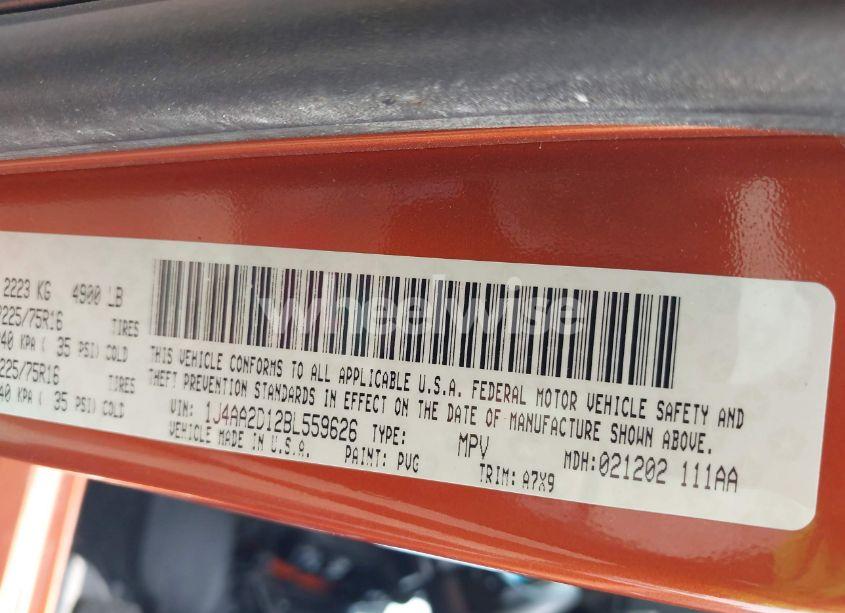 2223 KG 4900 LB
225/75R16 TIRES
40 KPA ( 35 PSI) COLD
225/75R16 TIRES
40 KPA ( 35 PSI) COLD
wheelwise
THIS VEHICLE CONFORMS TO ALL APPLICABLE U.S.A. FEDERAL MOTOR VEHICLE SAFETY AND
THEFT PREVENTION STANDARDS IN EFFECT ON THE DATE OF MANUFACTURE SHOWN ABOVE.
VIN: 1J4AA2D12BL559626 TYPE: MPV MDH:021202 111AA
VEHICLE MADE IN U.S.A. PAINT: PVG TRIM: A7X9